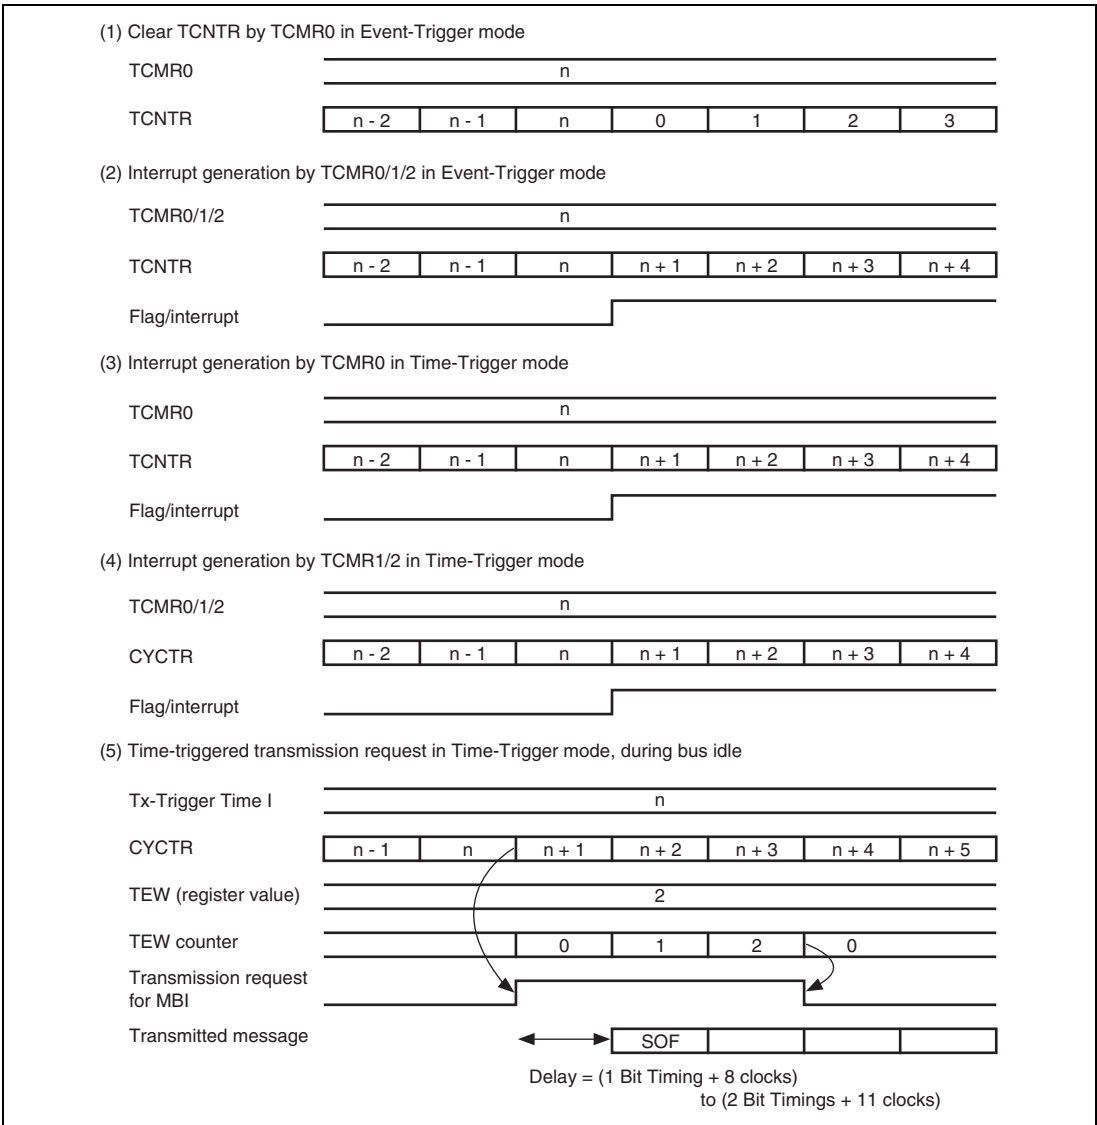 (1) Clear TCNTR by TCMR0 in Event-Trigger mode
TCMR0 n
TCNTR n - 2 n - 1 n 0 1 2 3
(2) Interrupt generation by TCMR0/1/2 in Event-Trigger mode
TCMR0/1/2 n
TCNTR n - 2 n - 1 n n + 1 n + 2 n + 3 n + 4
Flag/interrupt
(3) Interrupt generation by TCMR0 in Time-Trigger mode
TCMR0 n
TCNTR n - 2 n - 1 n n + 1 n + 2 n + 3 n + 4
Flag/interrupt
(4) Interrupt generation by TCMR1/2 in Time-Trigger mode
TCMR0/1/2 n
CYCTR n - 2 n - 1 n n + 1 n + 2 n + 3 n + 4
Flag/interrupt
(5) Time-triggered transmission request in Time-Trigger mode, during bus idle
Tx-Trigger Time I n
CYCTR n - 1 n n + 1 n + 2 n + 3 n + 4 n + 5
TEW (register value) 2
TEW counter 0 1 2 0
Transmission request
for MBI
Transmitted message SOF
Delay = (1 Bit Timing + 8 clocks)
to (2 Bit Timings + 11 clocks)